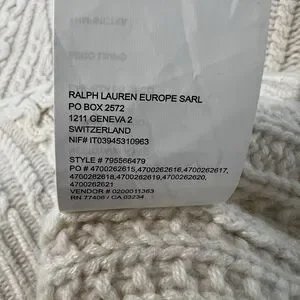 RALPH LAUREN EUROPE SARL
PO BOX 2572
1211 GENEVA 2
SWITZERLAND
NIF# IT03945310963
STYLE # 795566479
PO # 4700262615,4700262616,4700262617,
4700262618,4700262619,4700262620,
4700262621
VENDOR # 0200011363
RN 77406 / CA 03234